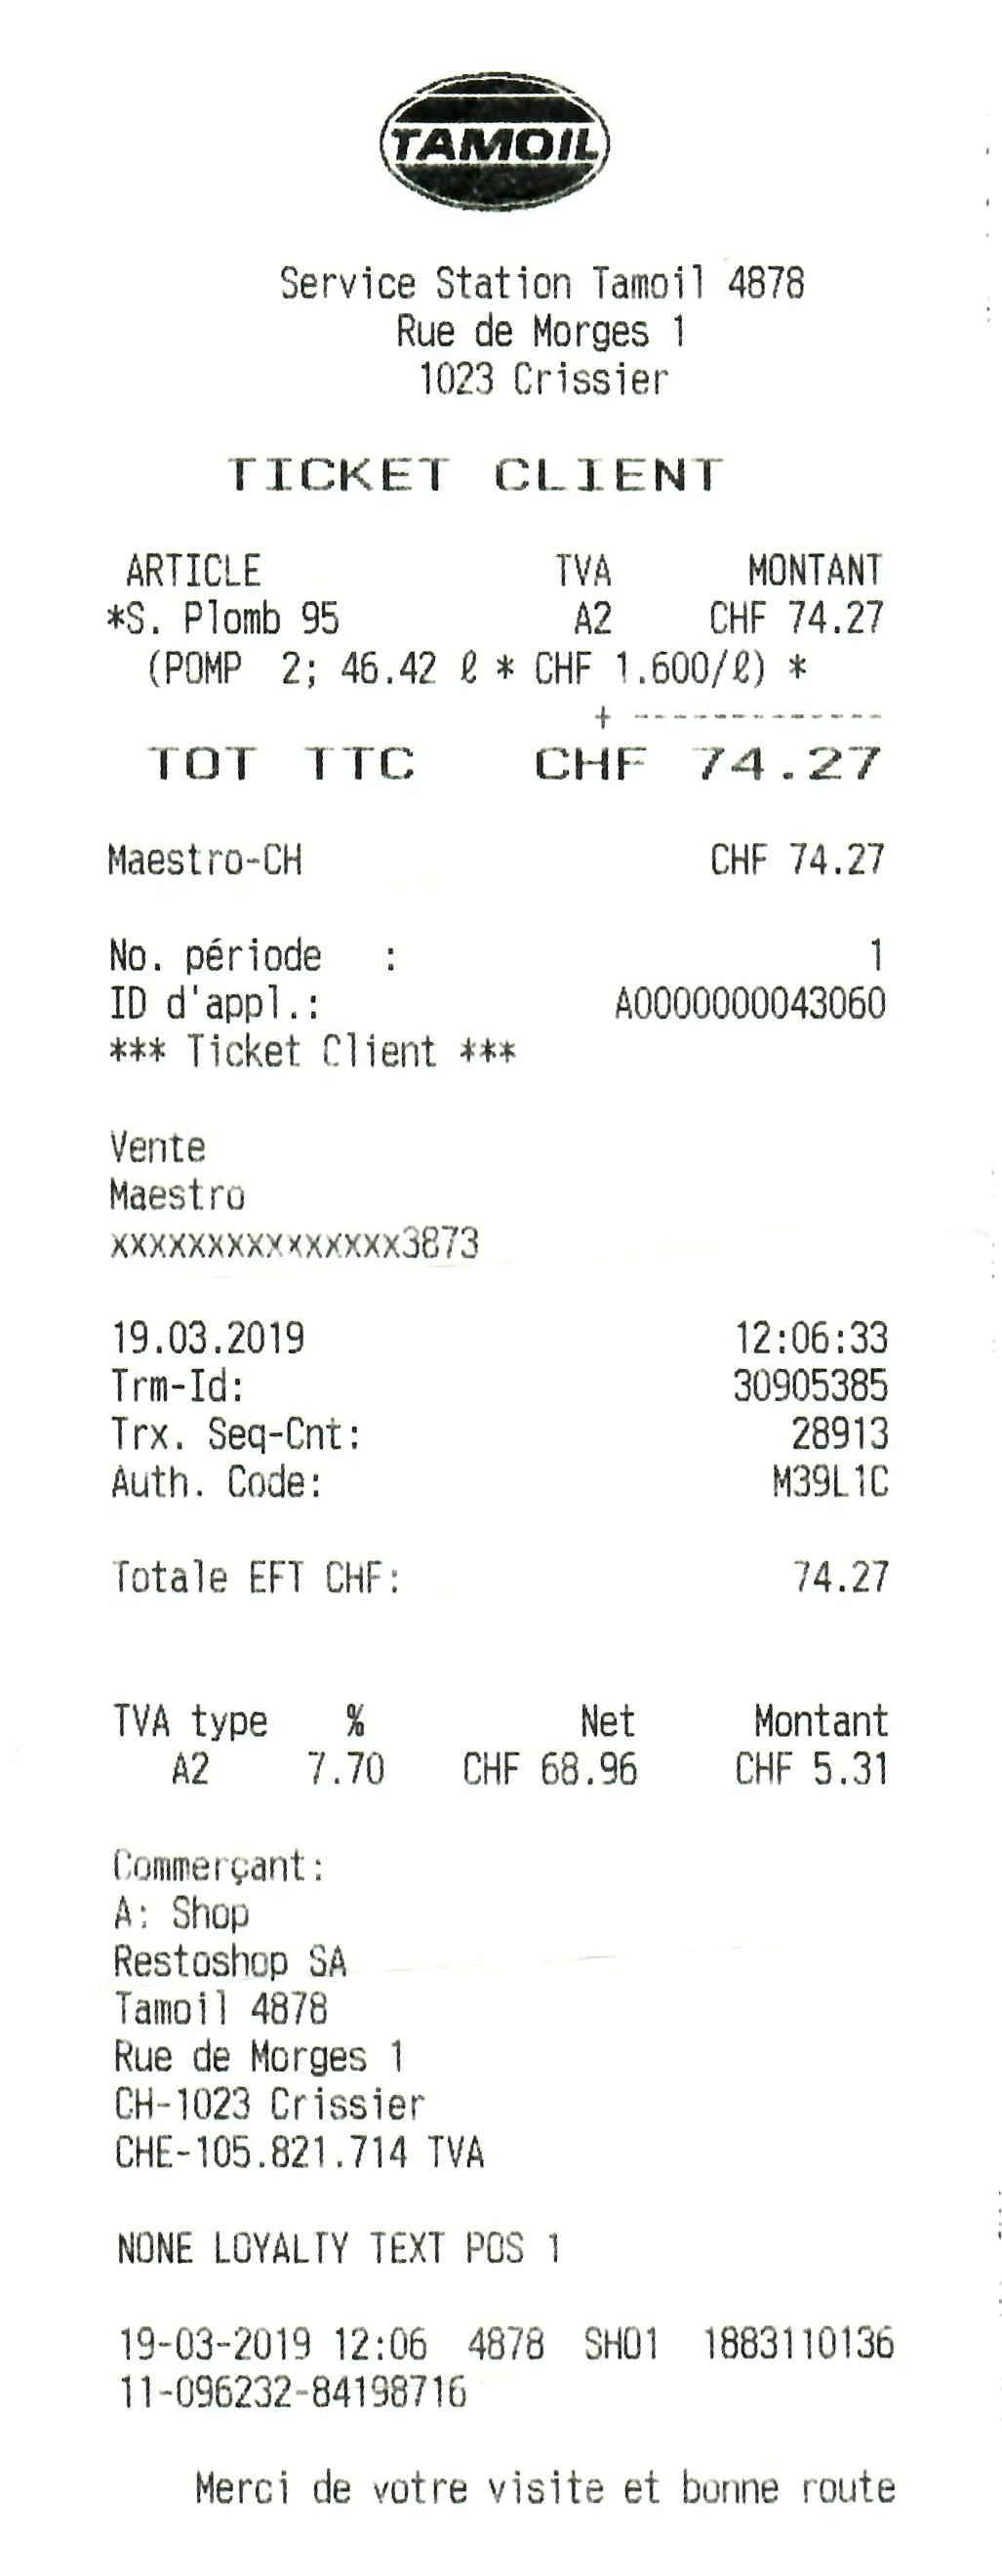 TAMOIL
Service Station Tamoil 4878
Rue de Morges 1
1023 Crissier
TICKET CLIENT
ARTICLE TVA MONTANT
*S. Plomb 95 A2 CHF 74.27
(POMP 2; 46.42 ℓ * CHF 1.600/ℓ) *
+ -------------
TOT TTC CHF 74.27
Maestro-CH CHF 74.27
No. période : 1
ID d'appl.: A0000000043060
*** Ticket Client ***
Vente
Maestro
xxxxxxxxxxxxxxx3873
19.03.2019 12:06:33
Trm-Id: 30905385
Trx. Seq-Cnt: 28913
Auth. Code: M39L1C
Totale EFT CHF: 74.27
TVA type % Net Montant
A2 7.70 CHF 68.96 CHF 5.31
Commerçant:
A: Shop
Restoshop SA
Tamoil 4878
Rue de Morges 1
CH-1023 Crissier
CHE-105.821.714 TVA
NONE LOYALTY TEXT POS 1
19-03-2019 12:06 4878 SH01 1883110136
11-096232-84198716
Merci de votre visite et bonne route